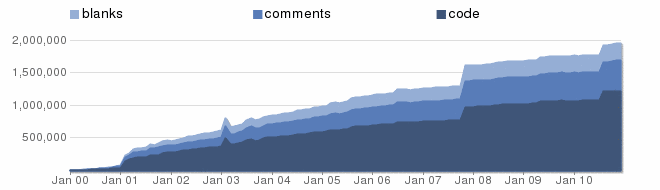 blanks comments code
2,000,000
1,500,000
1,000,000
500,000
Jan 00 Jan 01 Jan 02 Jan 03 Jan 04 Jan 05 Jan 06 Jan 07 Jan 08 Jan 09 Jan 10